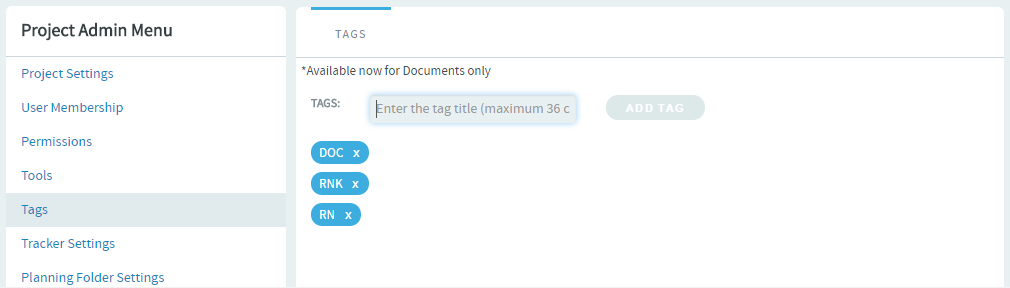 Project Admin Menu
Project Settings
User Membership
Permissions
Tools
Tags
Tracker Settings
Planning Folder Settings
TAGS
*Available now for Documents only
TAGS:
Enter the tag title (maximum 36 c
ADD TAG
DOC x
RNK x
RN x